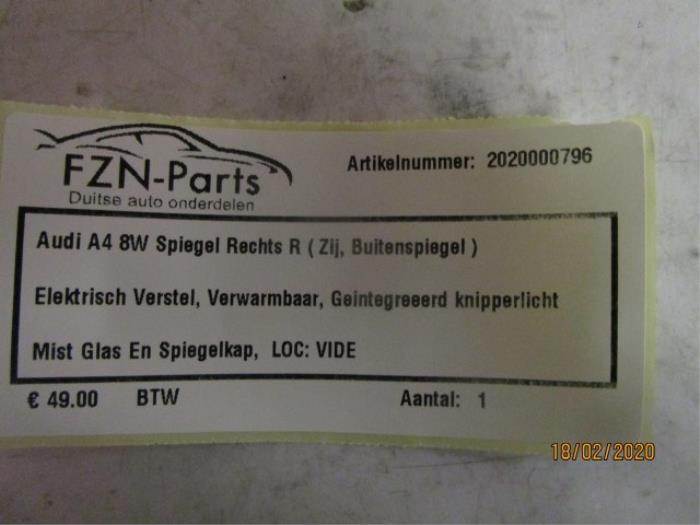 FZN-Parts
Duitse auto onderdelen
Artikelnummer: 2020000796
Audi A4 8W Spiegel Rechts R ( Zij, Buitenspiegel )
Elektrisch Verstel, Verwarmbaar, Geintegreeerd knipperlicht
Mist Glas En Spiegelkap, LOC: VIDE
€ 49.00 BTW Aantal: 1
18/02/2020